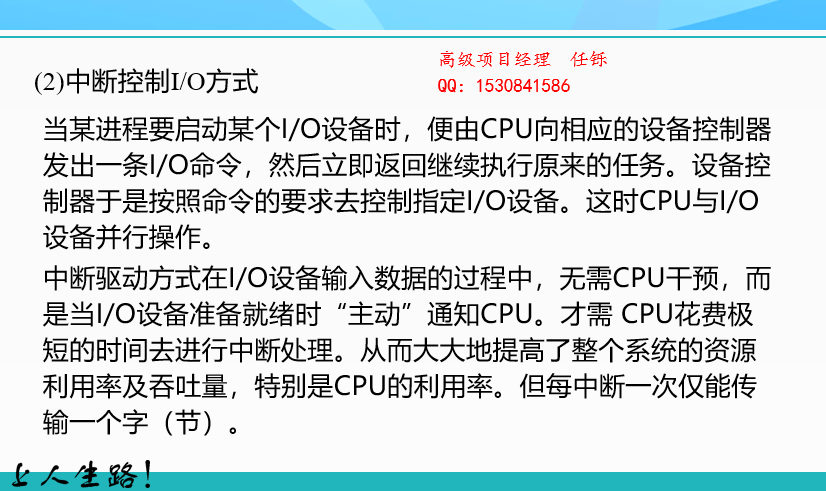 高级项目经理 任铄
QQ：1530841586
(2)中断控制I/O方式
当某进程要启动某个I/O设备时，便由CPU向相应的设备控制器
发出一条I/O命令，然后立即返回继续执行原来的任务。设备控
制器于是按照命令的要求去控制指定I/O设备。这时CPU与I/O
设备并行操作。
中断驱动方式在I/O设备输入数据的过程中，无需CPU干预，而
是当I/O设备准备就绪时“主动”通知CPU。才需 CPU花费极
短的时间去进行中断处理。从而大大地提高了整个系统的资源
利用率及吞吐量，特别是CPU的利用率。但每中断一次仅能传
输一个字（节）。
上人生路！